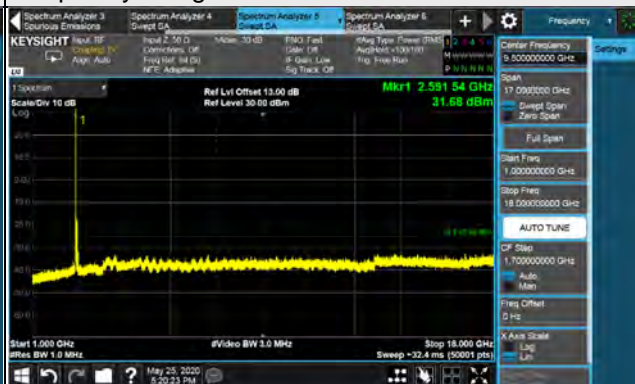 Spectrum Analyzer 3
Spurious Emissions
Spectrum Analyzer 4
Swept SA
Spectrum Analyzer 5
Swept SA
Spectrum Analyzer 6
Swept SA
+
Frequency
KEYSIGHT
Input: RF
Coupling: DC
Align: Auto
Input Z: 50 Ω
Corrections: Off
Freq Ref: Int (S)
NFE: Adaptive
Atten: 30 dB
PNO: Fast
Gate: Off
IF Gain: Low
Sig Track: Off
Avg Type: Power (RMS)
Avg|Hold: >100/100
Trig: Free Run
1 2 3 4 5 6
M W W W W W
P N N N N N
Center Frequency
9.500000000 GHz
Settings
Span
17.0000000 GHz
Swept Span
Zero Span
Full Span
Start Freq
1.000000000 GHz
Stop Freq
18.000000000 GHz
AUTO TUNE
CF Step
1.700000000 GHz
Auto
Man
Freq Offset
0 Hz
X Axis Scale
Log
Lin
1 Spectrum
Scale/Div 10 dB
Log
Ref Lvl Offset 13.00 dB
Ref Level 30.00 dBm
Mkr1 2.591 54 GHz
31.68 dBm
1
Start 1.000 GHz
#Res BW 1.0 MHz
#Video BW 3.0 MHz
Stop 18.000 GHz
Sweep ~32.4 ms (50001 pts)
?
May 25, 2020
5:20:23 PM